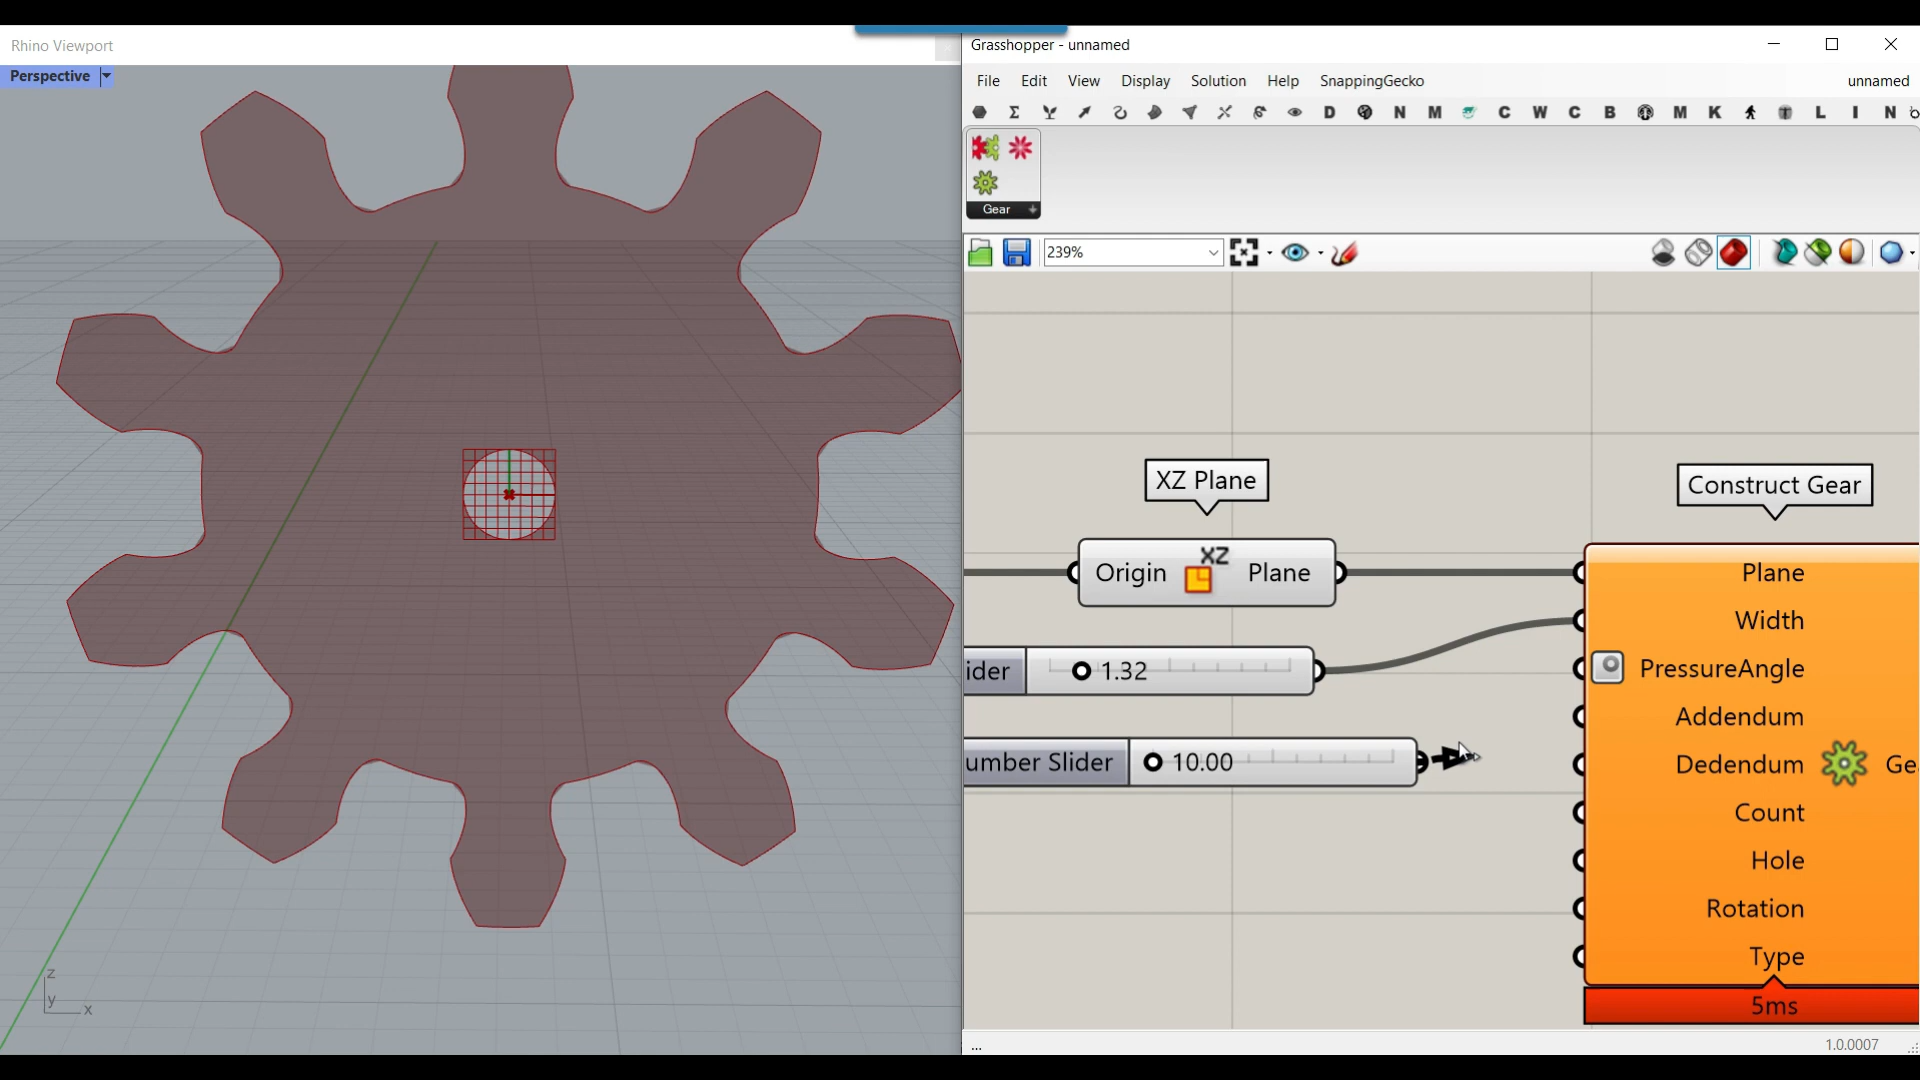 Rhino Viewport
Perspective
z
y
x
Grasshopper - unnamed
File Edit View Display Solution Help SnappingGecko unnamed
D N M C W C B M K L I N
Gear
239%
XZ Plane
Construct Gear
Origin XZ Plane
ider 1.32
umber Slider 10.00
Plane
Width
PressureAngle
Addendum
Dedendum Ge
Count
Hole
Rotation
Type
5ms
...
1.0.0007